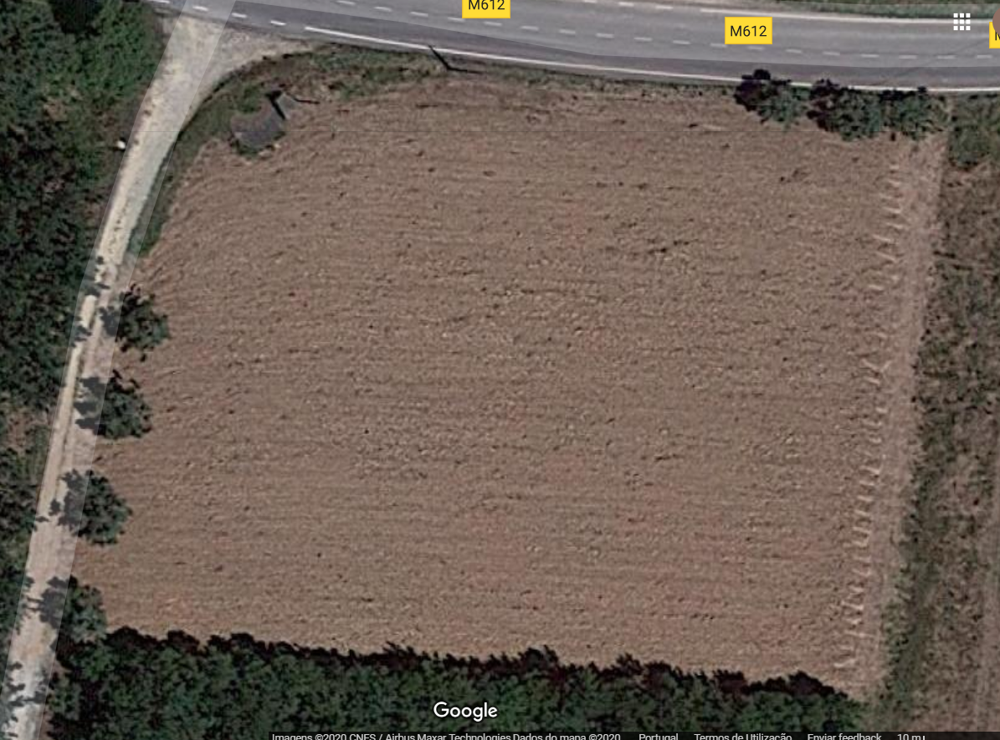 M612
M612
Google
Imagens ©2020 CNES / Airbus Maxar Technologies Dados do mapa ©2020 Portugal Termos de Utilização Enviar feedback 10 m